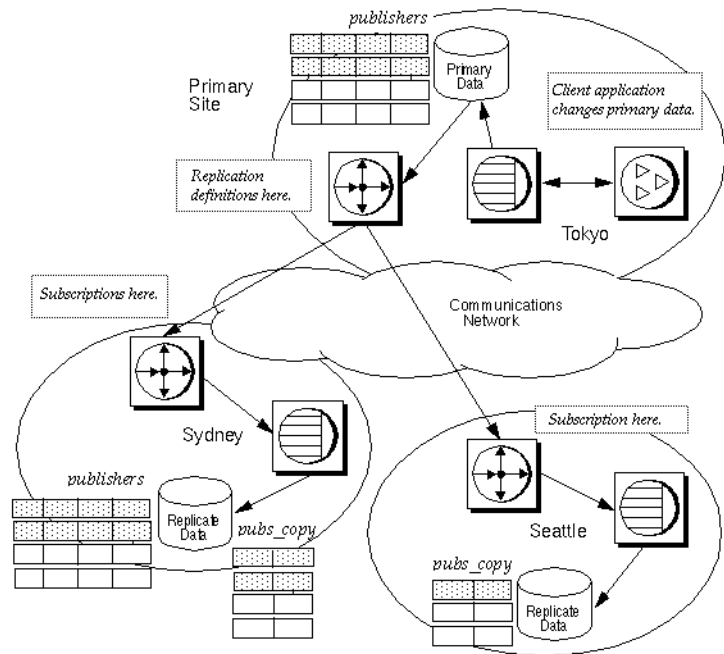 publishers
Primary
Site
Primary
Data
Client application
changes primary data.
Replication
definitions here.
Tokyo
Subscriptions here.
Communications
Network
Sydney
Subscription here.
publishers
Replicate
Data
pubs_copy
Seattle
pubs_copy
Replicate
Data